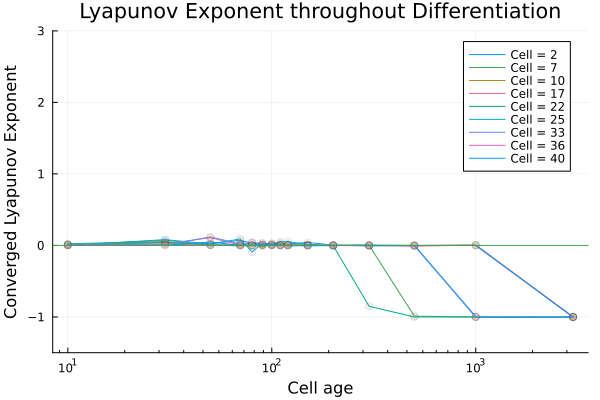 Lyapunov Exponent throughout Differentiation
Converged Lyapunov Exponent
3
2
1
0
−1
Cell = 2
Cell = 7
Cell = 10
Cell = 17
Cell = 22
Cell = 25
Cell = 33
Cell = 36
Cell = 40
10¹ 10² 10³
Cell age